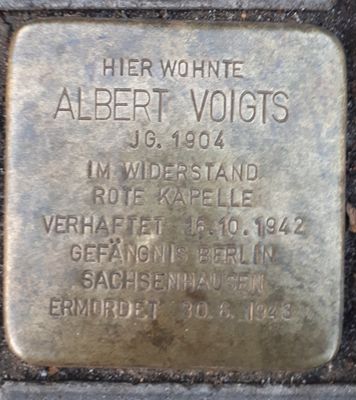 HIER WOHNTE
ALBERT VOIGTS
JG. 1904
IM WIDERSTAND
ROTE KAPELLE
VERHAFTET 16.10.1942
GEFÄNGNIS BERLIN
SACHSENHAUSEN
ERMORDET 30.6.1943